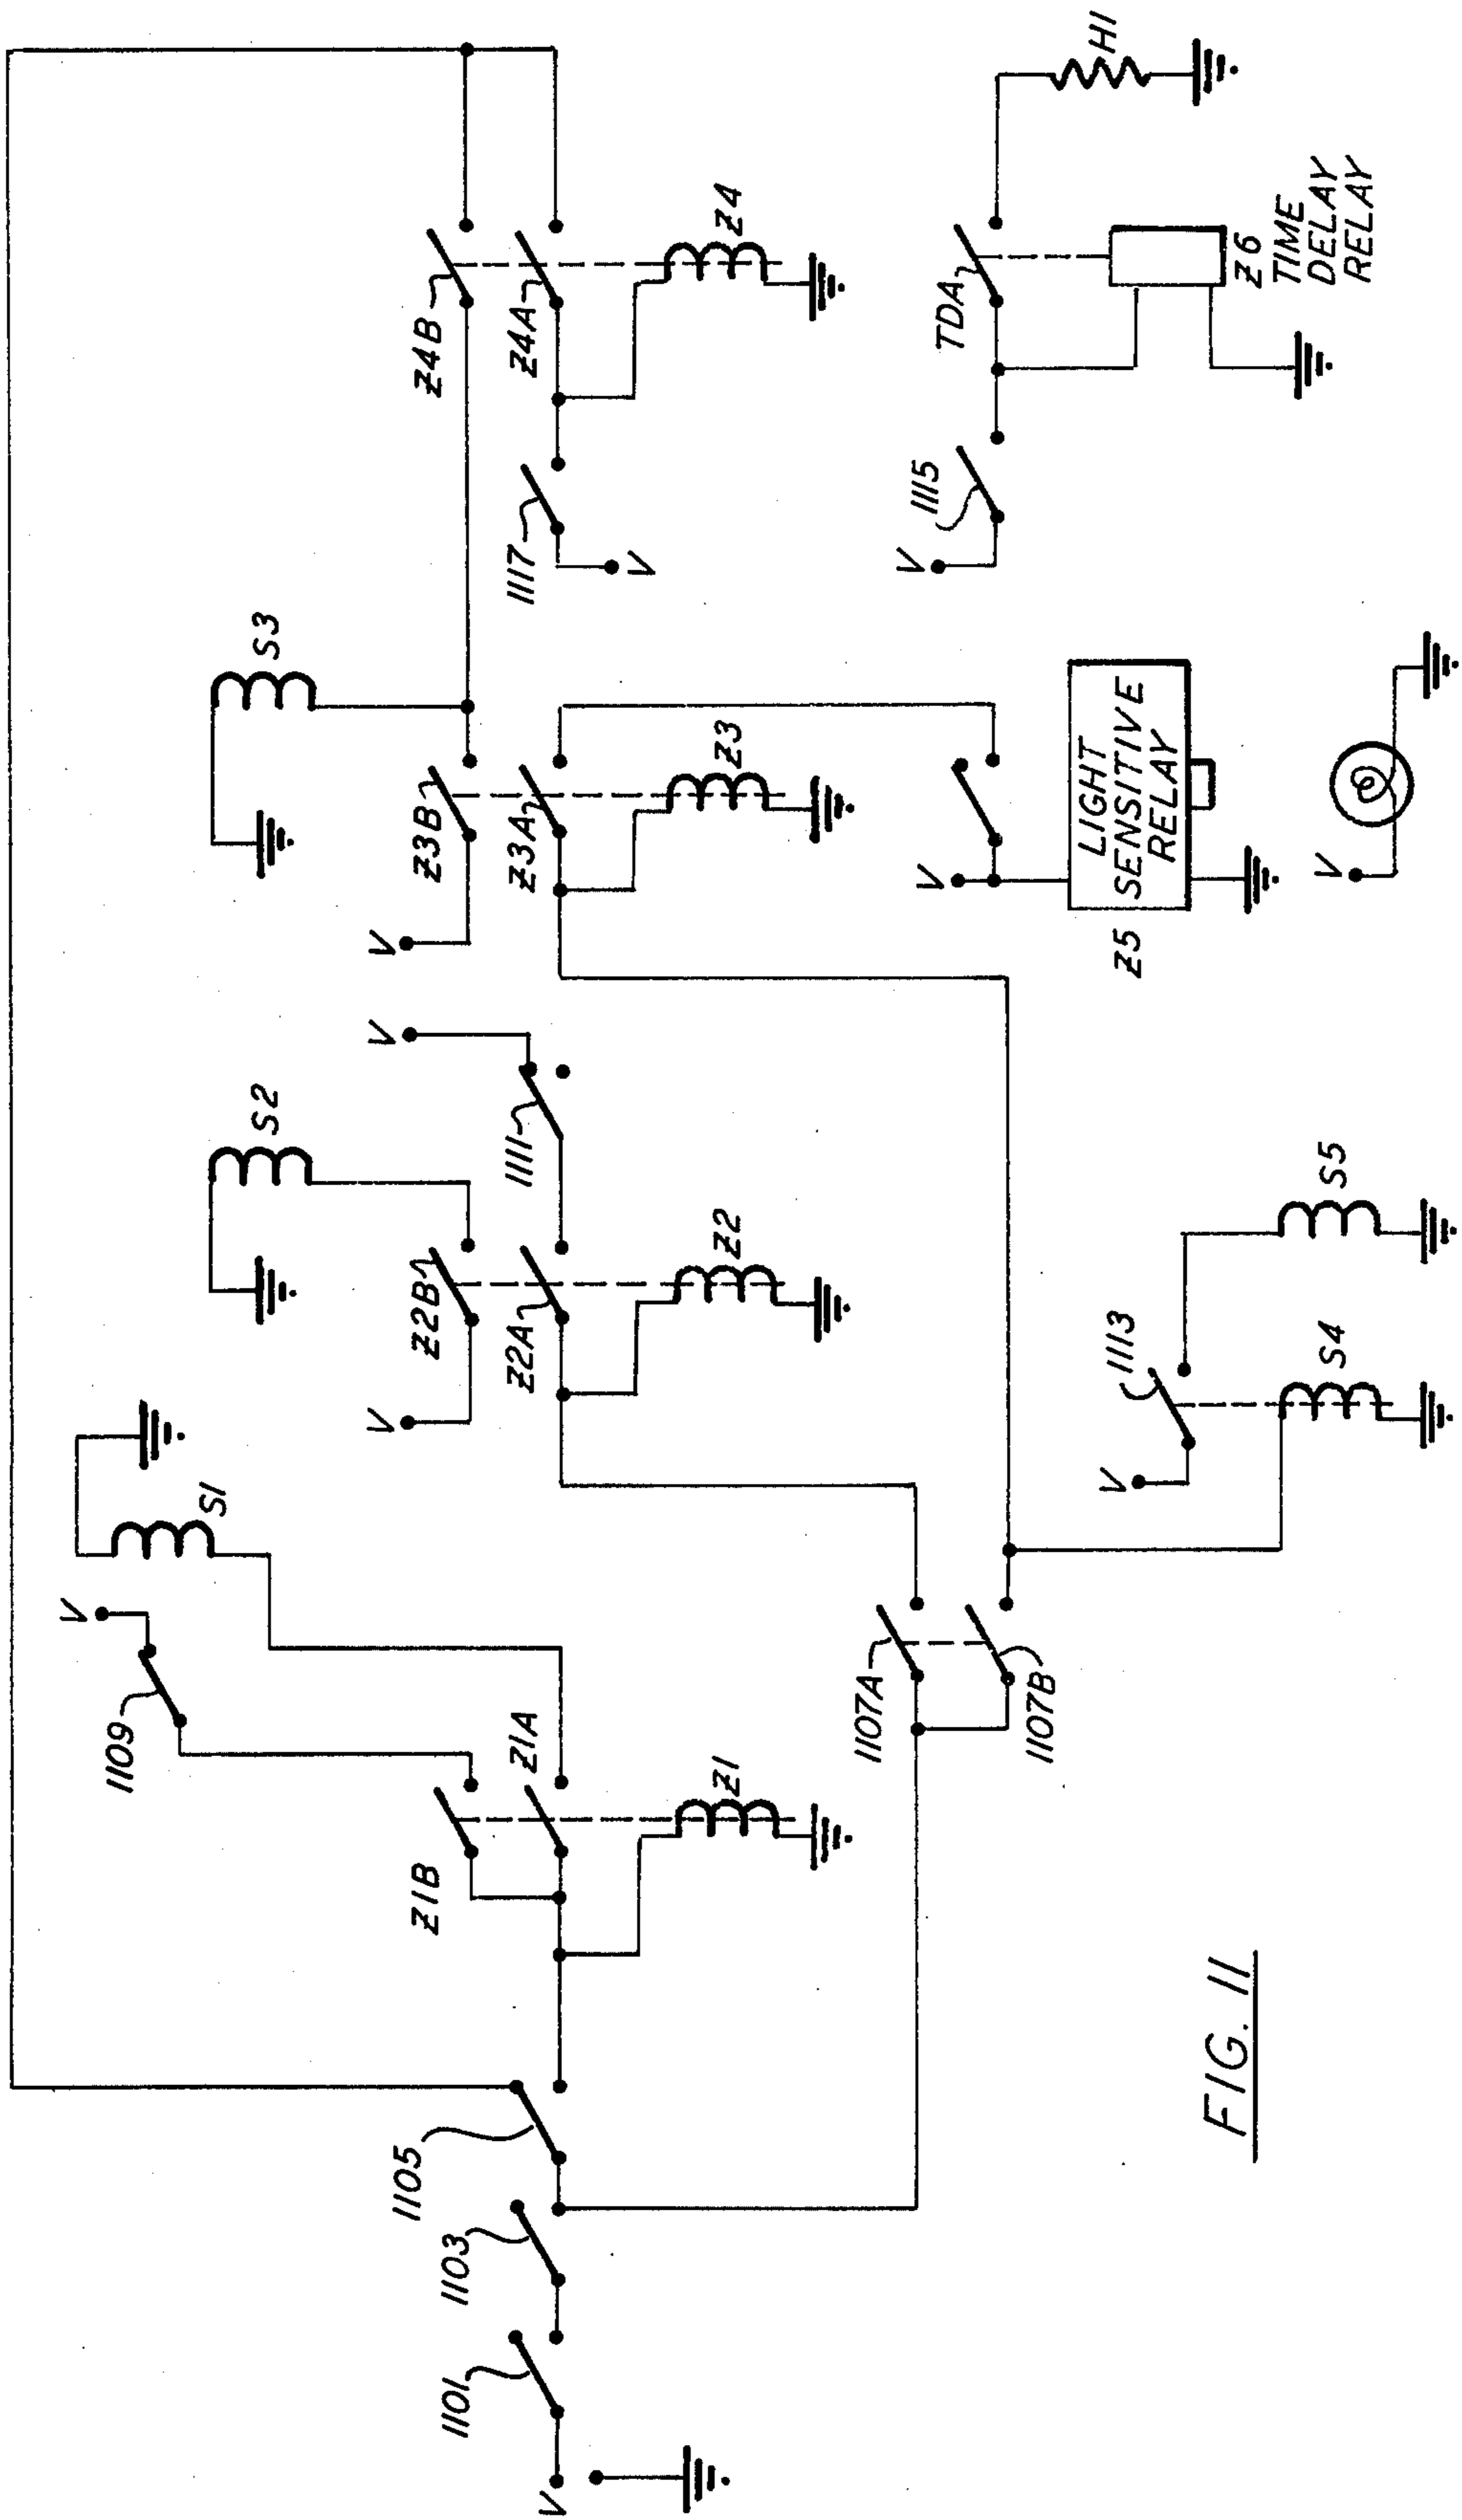 V
1109
S1
S2
S3
V
V
V
1105
Z1B
Z2B
Z3B
Z4B
1101
1103
Z1A
Z2A
1111
Z3A
1117
Z4A
V
V
Z1
Z2
Z3
Z4
1107A
V
V
1115
TDA
1107B
V
1113
Z5
LIGHT
SENSITIVE
RELAY
H1
Z6
TIME
DELAY
RELAY
S4
S5
V
FIG. 11